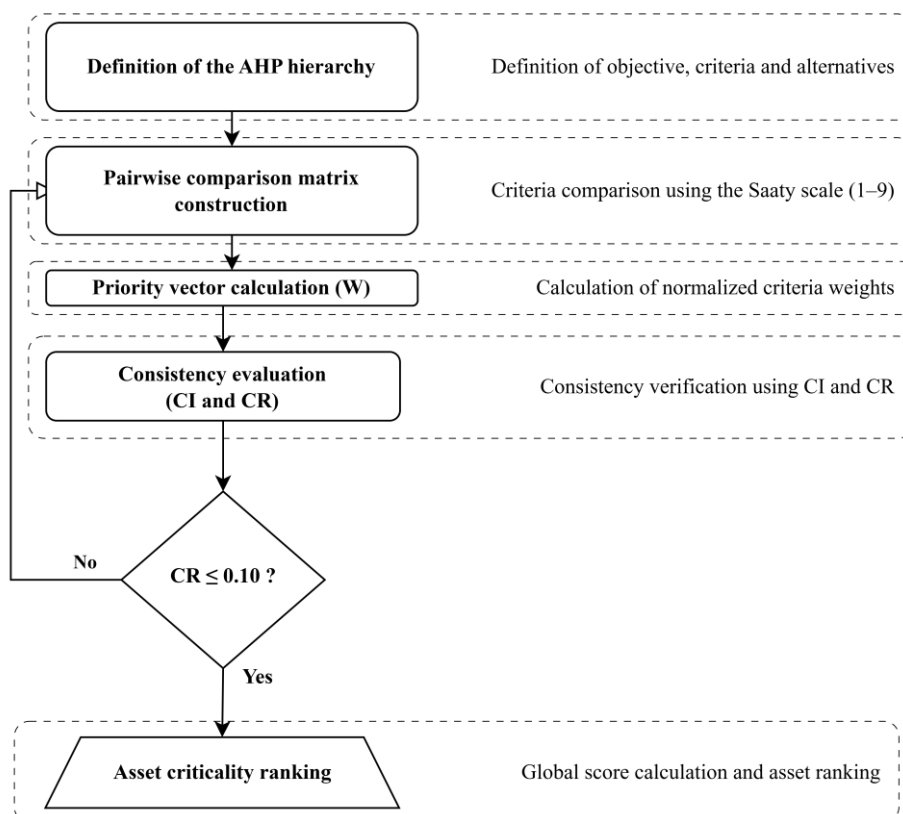 Definition of the AHP hierarchy
Definition of objective, criteria and alternatives
Pairwise comparison matrix
construction
Criteria comparison using the Saaty scale (1–9)
Priority vector calculation (W)
Calculation of normalized criteria weights
Consistency evaluation
(CI and CR)
Consistency verification using CI and CR
No
CR ≤ 0.10 ?
Yes
Asset criticality ranking
Global score calculation and asset ranking